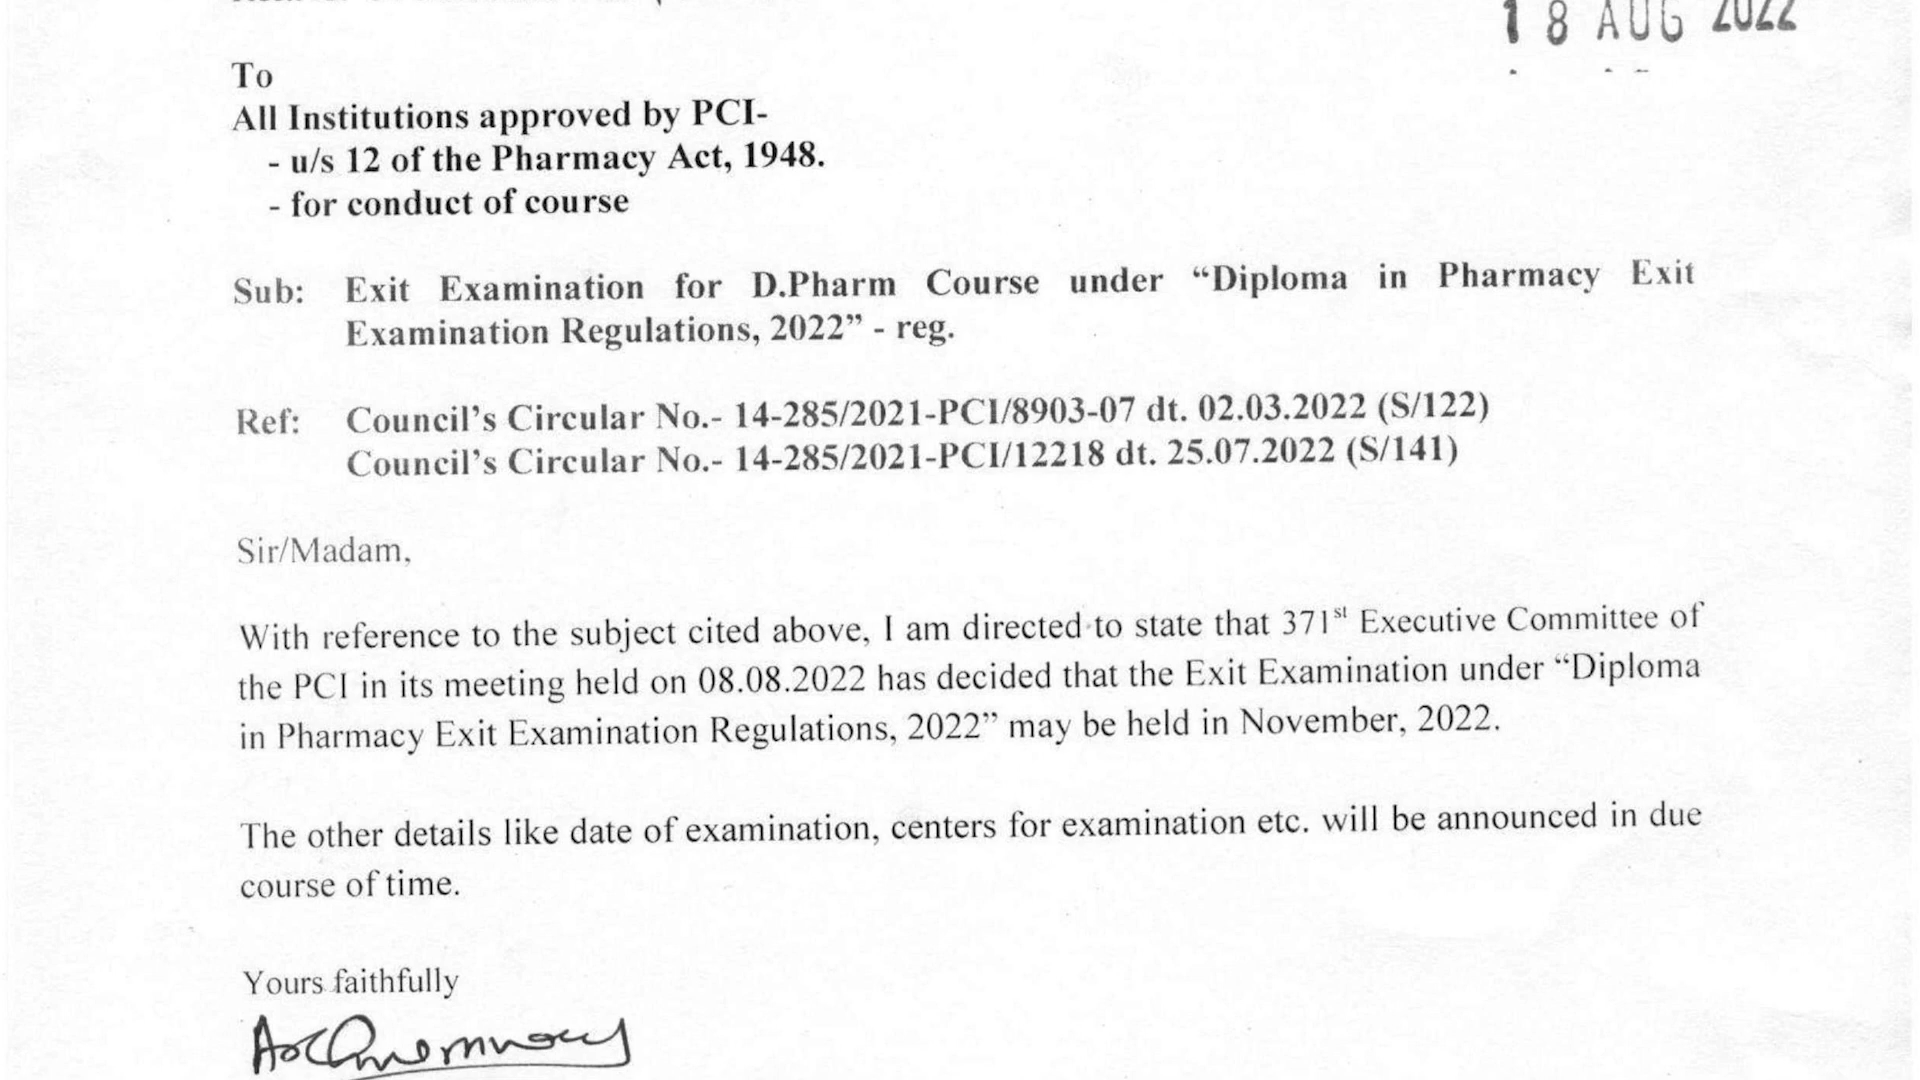 18 AUG 2022
To
All Institutions approved by PCI-
- u/s 12 of the Pharmacy Act, 1948.
- for conduct of course
Sub: Exit Examination for D.Pharm Course under “Diploma in Pharmacy Exit
Examination Regulations, 2022” - reg.
Ref: Council’s Circular No.- 14-285/2021-PCI/8903-07 dt. 02.03.2022 (S/122)
Council’s Circular No.- 14-285/2021-PCI/12218 dt. 25.07.2022 (S/141)
Sir/Madam,
With reference to the subject cited above, I am directed to state that 371st Executive Committee of
the PCI in its meeting held on 08.08.2022 has decided that the Exit Examination under “Diploma
in Pharmacy Exit Examination Regulations, 2022” may be held in November, 2022.
The other details like date of examination, centers for examination etc. will be announced in due
course of time.
Yours faithfully